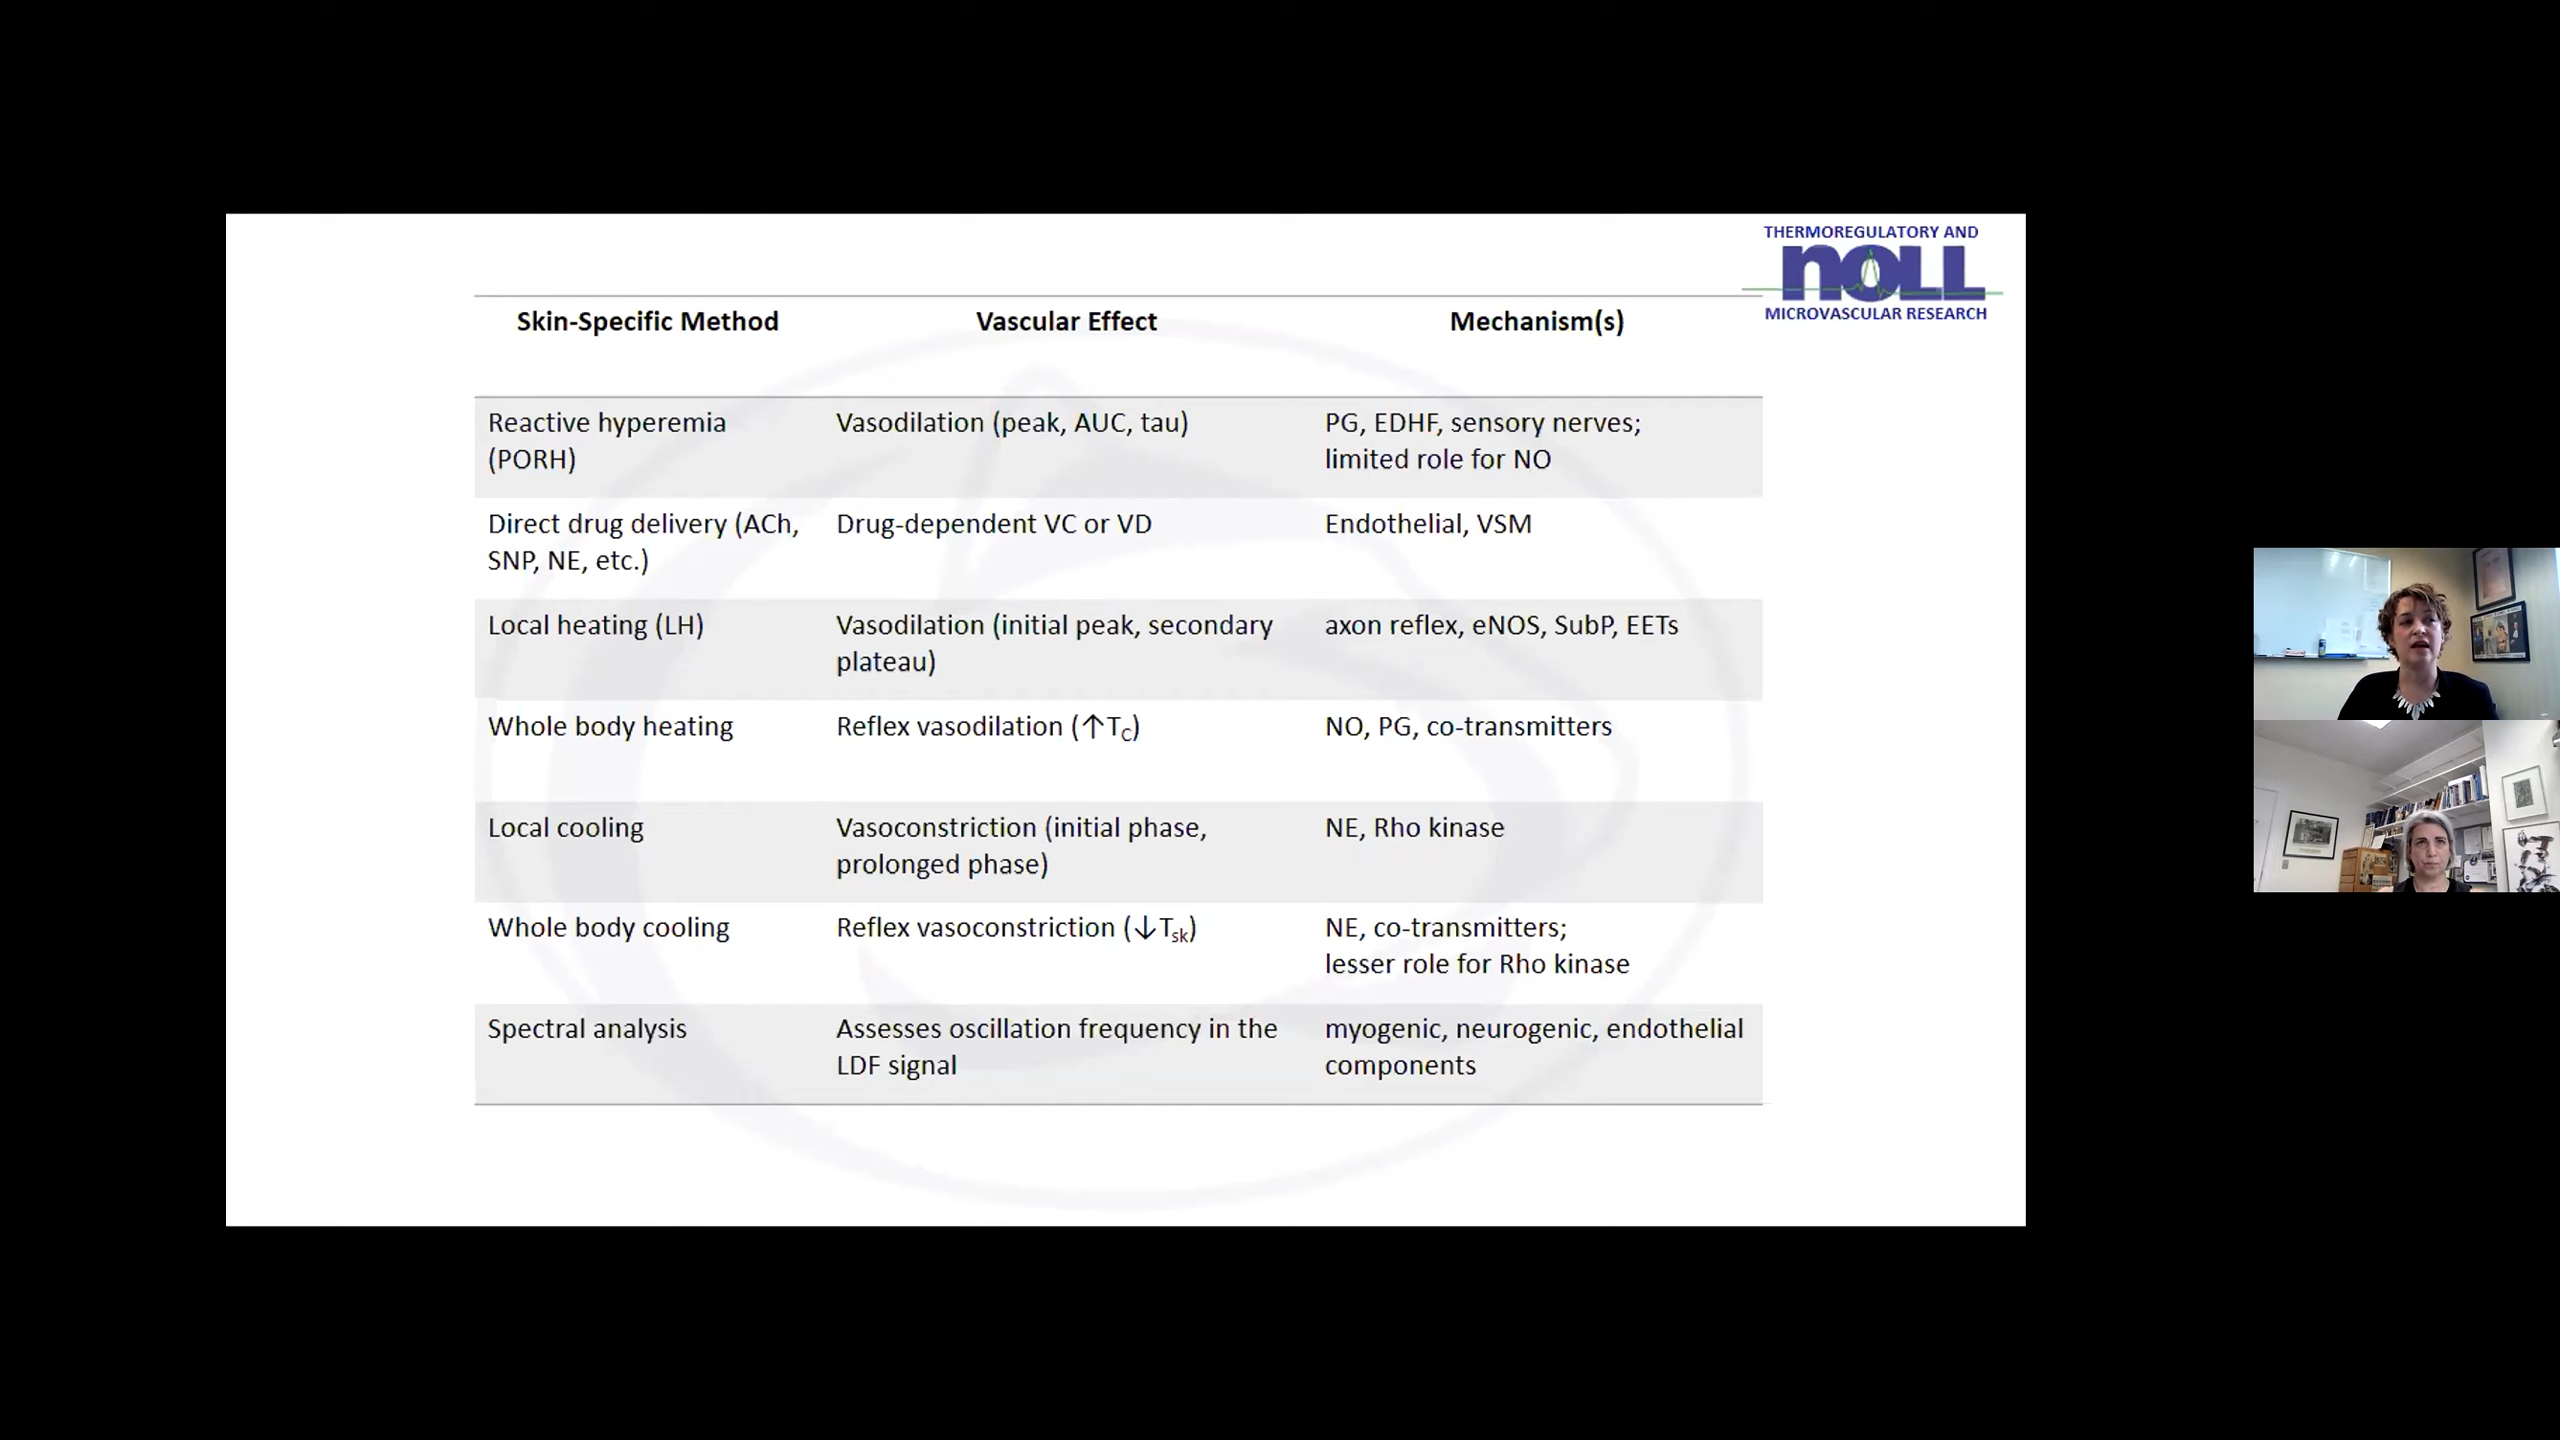 THERMOREGULATORY AND
nOLL
MICROVASCULAR RESEARCH
Skin-Specific Method Vascular Effect Mechanism(s)
Reactive hyperemia Vasodilation (peak, AUC, tau) PG, EDHF, sensory nerves;
(PORH) limited role for NO
Direct drug delivery (ACh, Drug-dependent VC or VD Endothelial, VSM
SNP, NE, etc.)
Local heating (LH) Vasodilation (initial peak, secondary axon reflex, eNOS, SubP, EETs
plateau)
Whole body heating Reflex vasodilation (↑TC) NO, PG, co-transmitters
Local cooling Vasoconstriction (initial phase, NE, Rho kinase
prolonged phase)
Whole body cooling Reflex vasoconstriction (↓Tsk) NE, co-transmitters;
lesser role for Rho kinase
Spectral analysis Assesses oscillation frequency in the myogenic, neurogenic, endothelial
LDF signal components